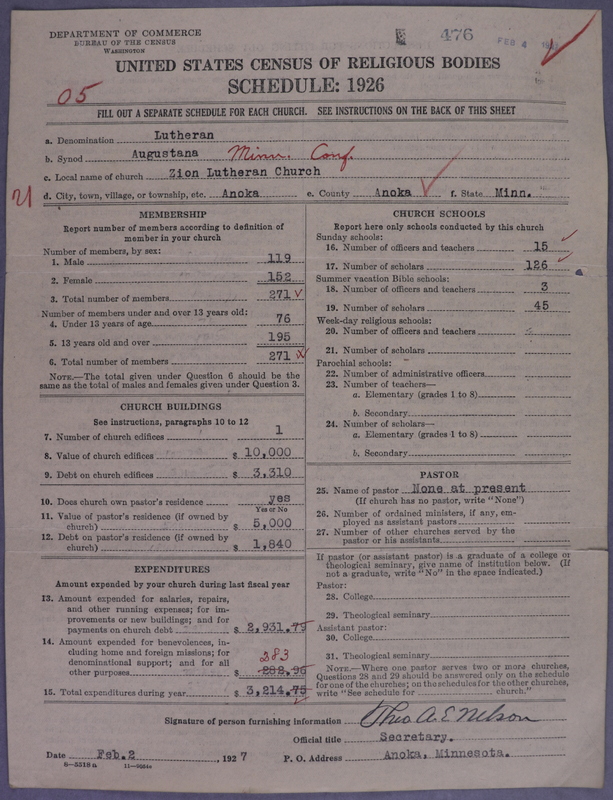 DEPARTMENT OF COMMERCE
BUREAU OF THE CENSUS
WASHINGTON
476
FEB 4
UNITED STATES CENSUS OF RELIGIOUS BODIES
SCHEDULE: 1926
05
FILL OUT A SEPARATE SCHEDULE FOR EACH CHURCH. SEE INSTRUCTIONS ON THE BACK OF THIS SHEET
a. Denomination Lutheran
b. Synod Augustana Minn. Conf.
c. Local name of church Zion Lutheran Church
21 d. City, town, village, or township, etc. Anoka e. County Anoka f. State Minn.
MEMBERSHIP
Report number of members according to definition of
member in your church
Number of members, by sex:
1. Male 119
2. Female 152
3. Total number of members 271
Number of members under and over 13 years old:
4. Under 13 years of age 76
5. 13 years old and over 195
6. Total number of members 271
NOTE.—The total given under Question 6 should be
same as the total of males and females given under Question 3.
CHURCH BUILDINGS
See instructions, paragraphs 10 to 12
7. Number of church edifices 1
8. Value of church edifices $ 10,000
9. Debt on church edifices $ 3,310
10. Does church own pastor's residence yes
Yes or No
11. Value of pastor's residence (if owned by
church) $ 5,000
12. Debt on pastor's residence (if owned by
church) $ 1,840
EXPENDITURES
Amount expended by your church during last fiscal year
13. Amount expended for salaries, repairs,
and other running expenses; for im-
provements or new buildings; and for
payments on church debt $ 2,931.79
14. Amount expended for benevolences, in-
cluding home and foreign missions; for
denominational support; and for all
other purposes $ 282.96 283
15. Total expenditures during year $ 3,214.75
CHURCH SCHOOLS
Report here only schools conducted by this church
Sunday schools:
16. Number of officers and teachers 15
17. Number of scholars 126
Summer vacation Bible schools:
18. Number of officers and teachers 3
19. Number of scholars 45
Week-day religious schools:
20. Number of officers and teachers
21. Number of scholars
Parochial schools:
22. Number of administrative officers
23. Number of teachers—
a. Elementary (grades 1 to 8)
b. Secondary
24. Number of scholars—
a. Elementary (grades 1 to 8)
b. Secondary
PASTOR
25. Name of pastor None at present
(If church has no pastor, write "None")
26. Number of ordained ministers, if any, em-
ployed as assistant pastors
27. Number of other churches served by the
pastor or his assistants
If pastor (or assistant pastor) is a graduate of a college or
theological seminary, give name of institution below. (If
not a graduate, write "No" in the space indicated.)
Pastor:
28. College
29. Theological seminary
Assistant pastor:
30. College
31. Theological seminary
NOTE.—Where one pastor serves two or more churches,
Questions 28 and 29 should be answered only on the schedule
for one of the churches; on the schedules for the other churches,
write "See schedule for church."
Signature of person furnishing information Theo A. E. Nelson
Official title Secretary.
Date Feb. 2, 1927 P. O. Address Anoka, Minnesota.
8-5318 a